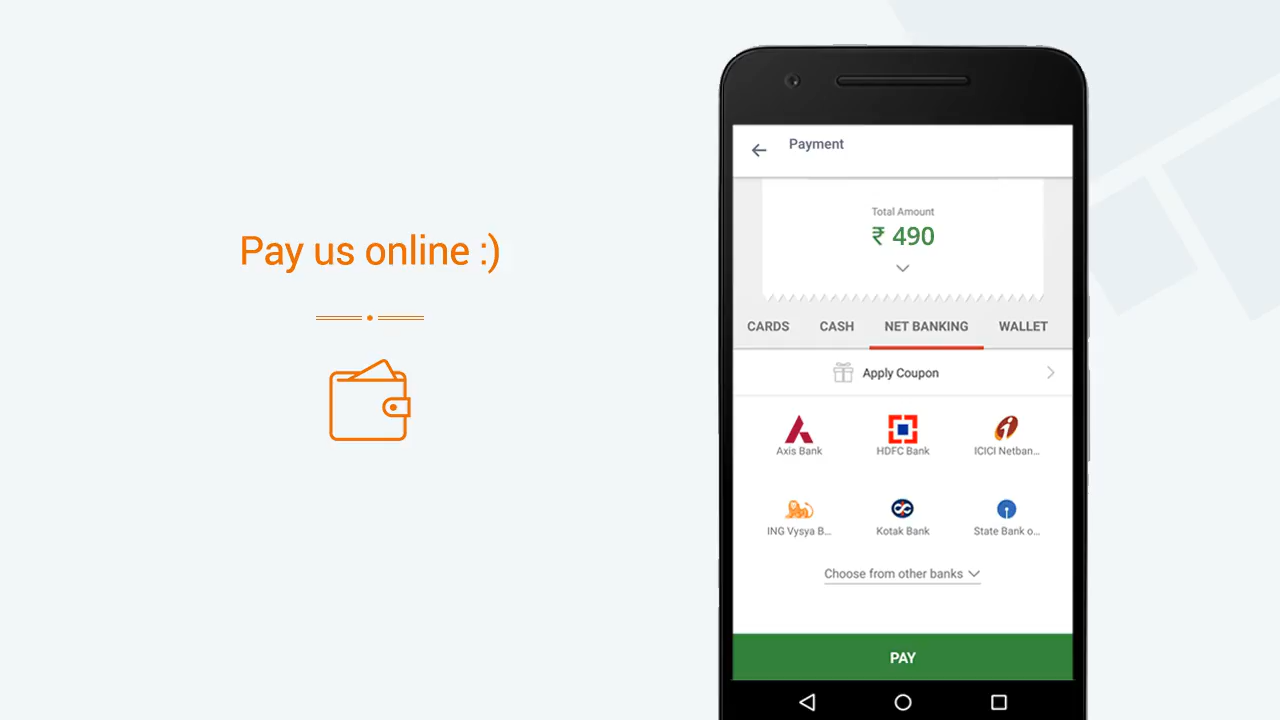 Pay us online :)
Payment
Total Amount
₹ 490
CARDS CASH NET BANKING WALLET
Apply Coupon
Axis Bank HDFC Bank ICICI Netban...
ING Vysya B... Kotak Bank State Bank o...
Choose from other banks
PAY